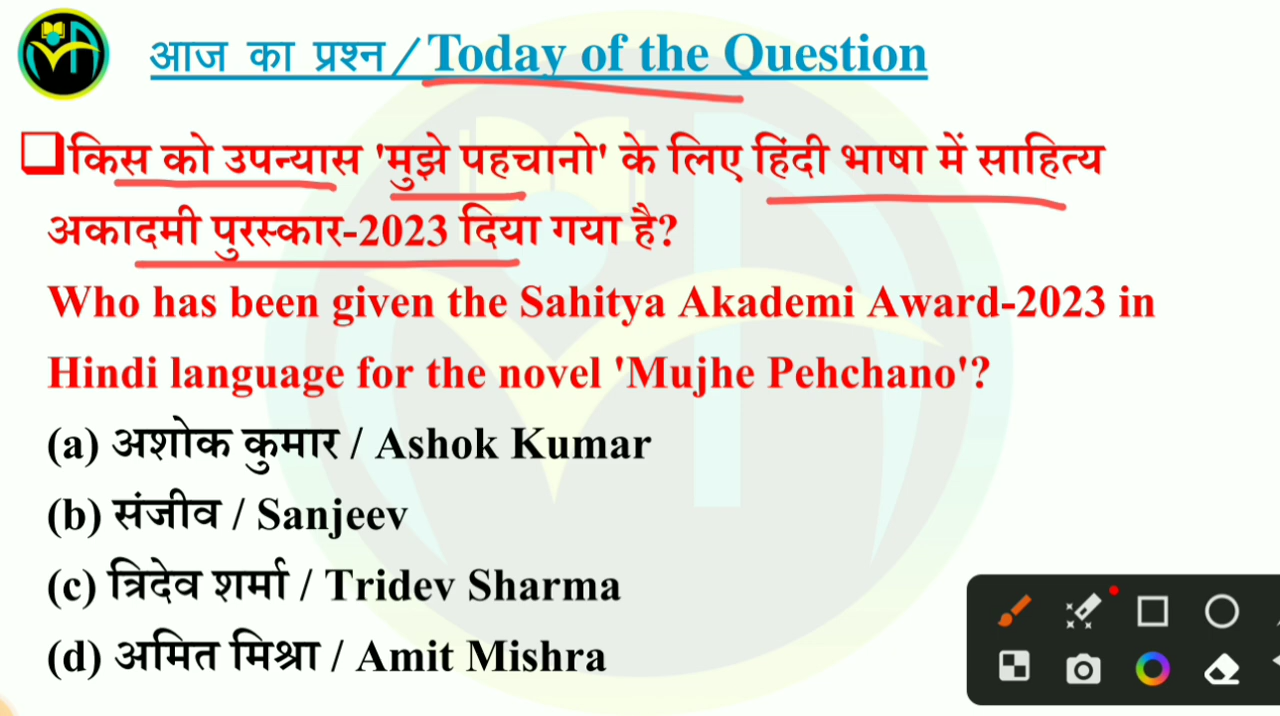 आज का प्रश्न / Today of the Question
किस को उपन्यास 'मुझे पहचानो' के लिए हिंदी भाषा में साहित्य
अकादमी पुरस्कार-2023 दिया गया है?
Who has been given the Sahitya Akademi Award-2023 in
Hindi language for the novel 'Mujhe Pehchano'?
(a) अशोक कुमार / Ashok Kumar
(b) संजीव / Sanjeev
(c) त्रिदेव शर्मा / Tridev Sharma
(d) अमित मिश्रा / Amit Mishra